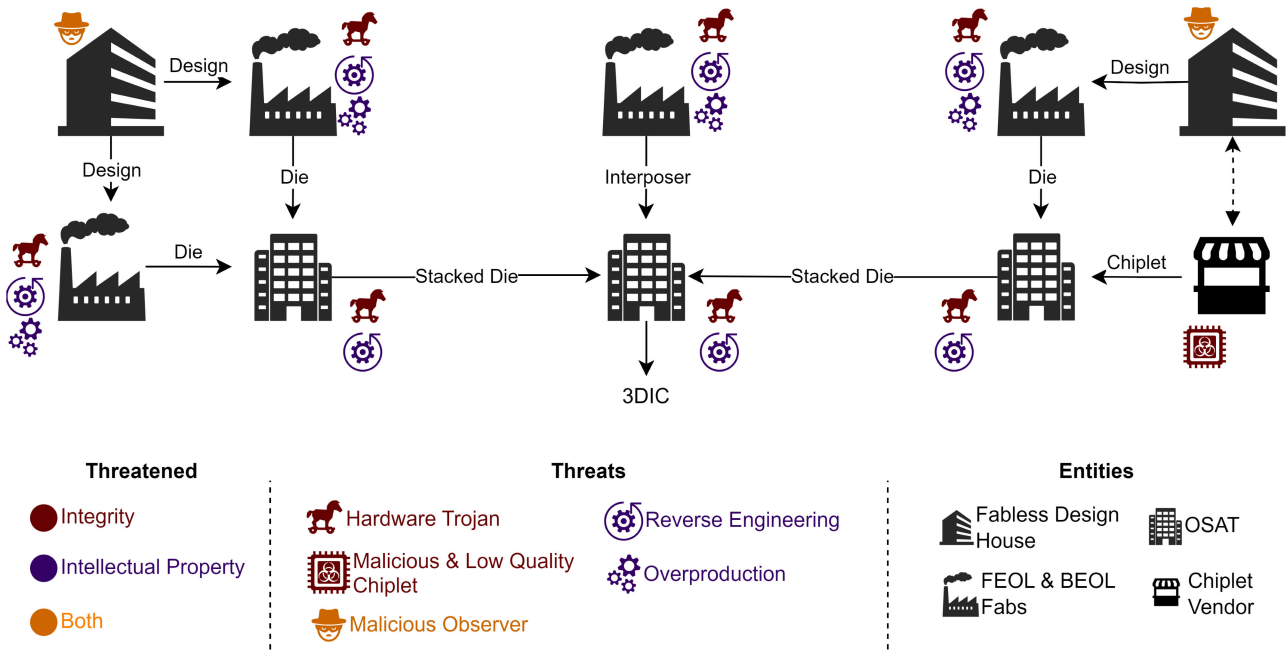 Design
Design
Design
Die
Interposer
Die
Die
Stacked Die
Stacked Die
Chiplet
3DIC
Threatened
Threats
Entities
Integrity
Intellectual Property
Both
Hardware Trojan
Malicious & Low Quality
Chiplet
Malicious Observer
Reverse Engineering
Overproduction
Fabless Design
House
FEOL & BEOL
Fabs
OSAT
Chiplet
Vendor